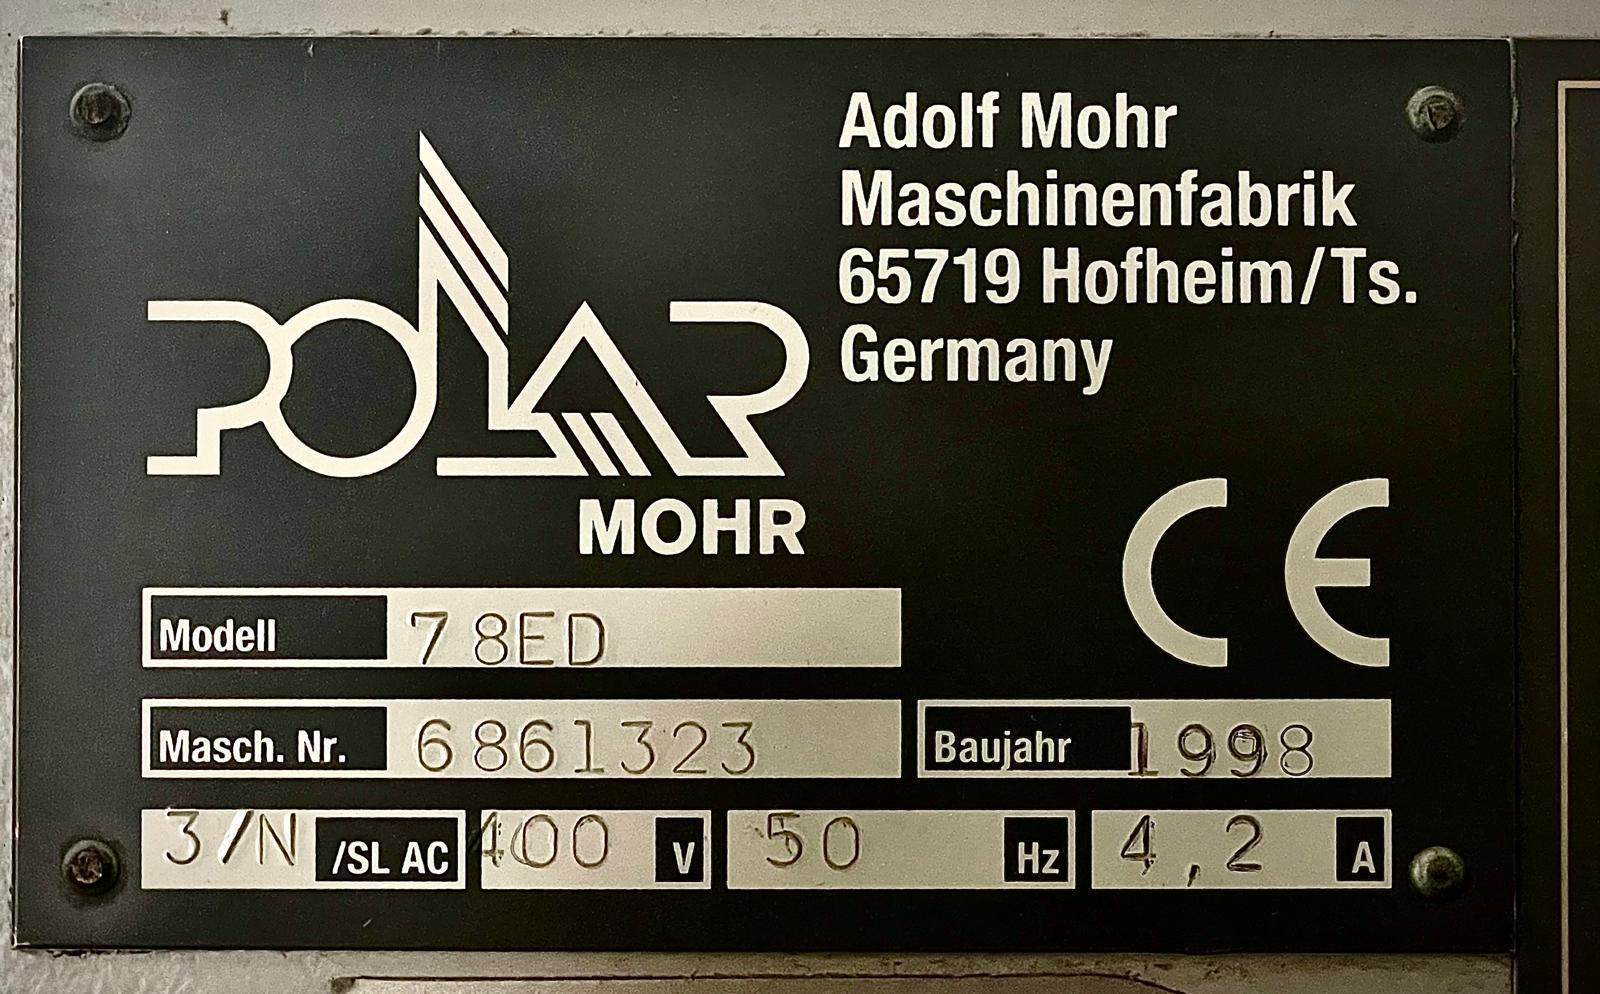 Adolf Mohr
Maschinenfabrik
65719 Hofheim/Ts.
Germany
POLAR
MOHR
CE
Modell 78ED
Masch. Nr. 6861323 Baujahr 1998
3/N /SL AC 400 V 50 Hz 4,2 A